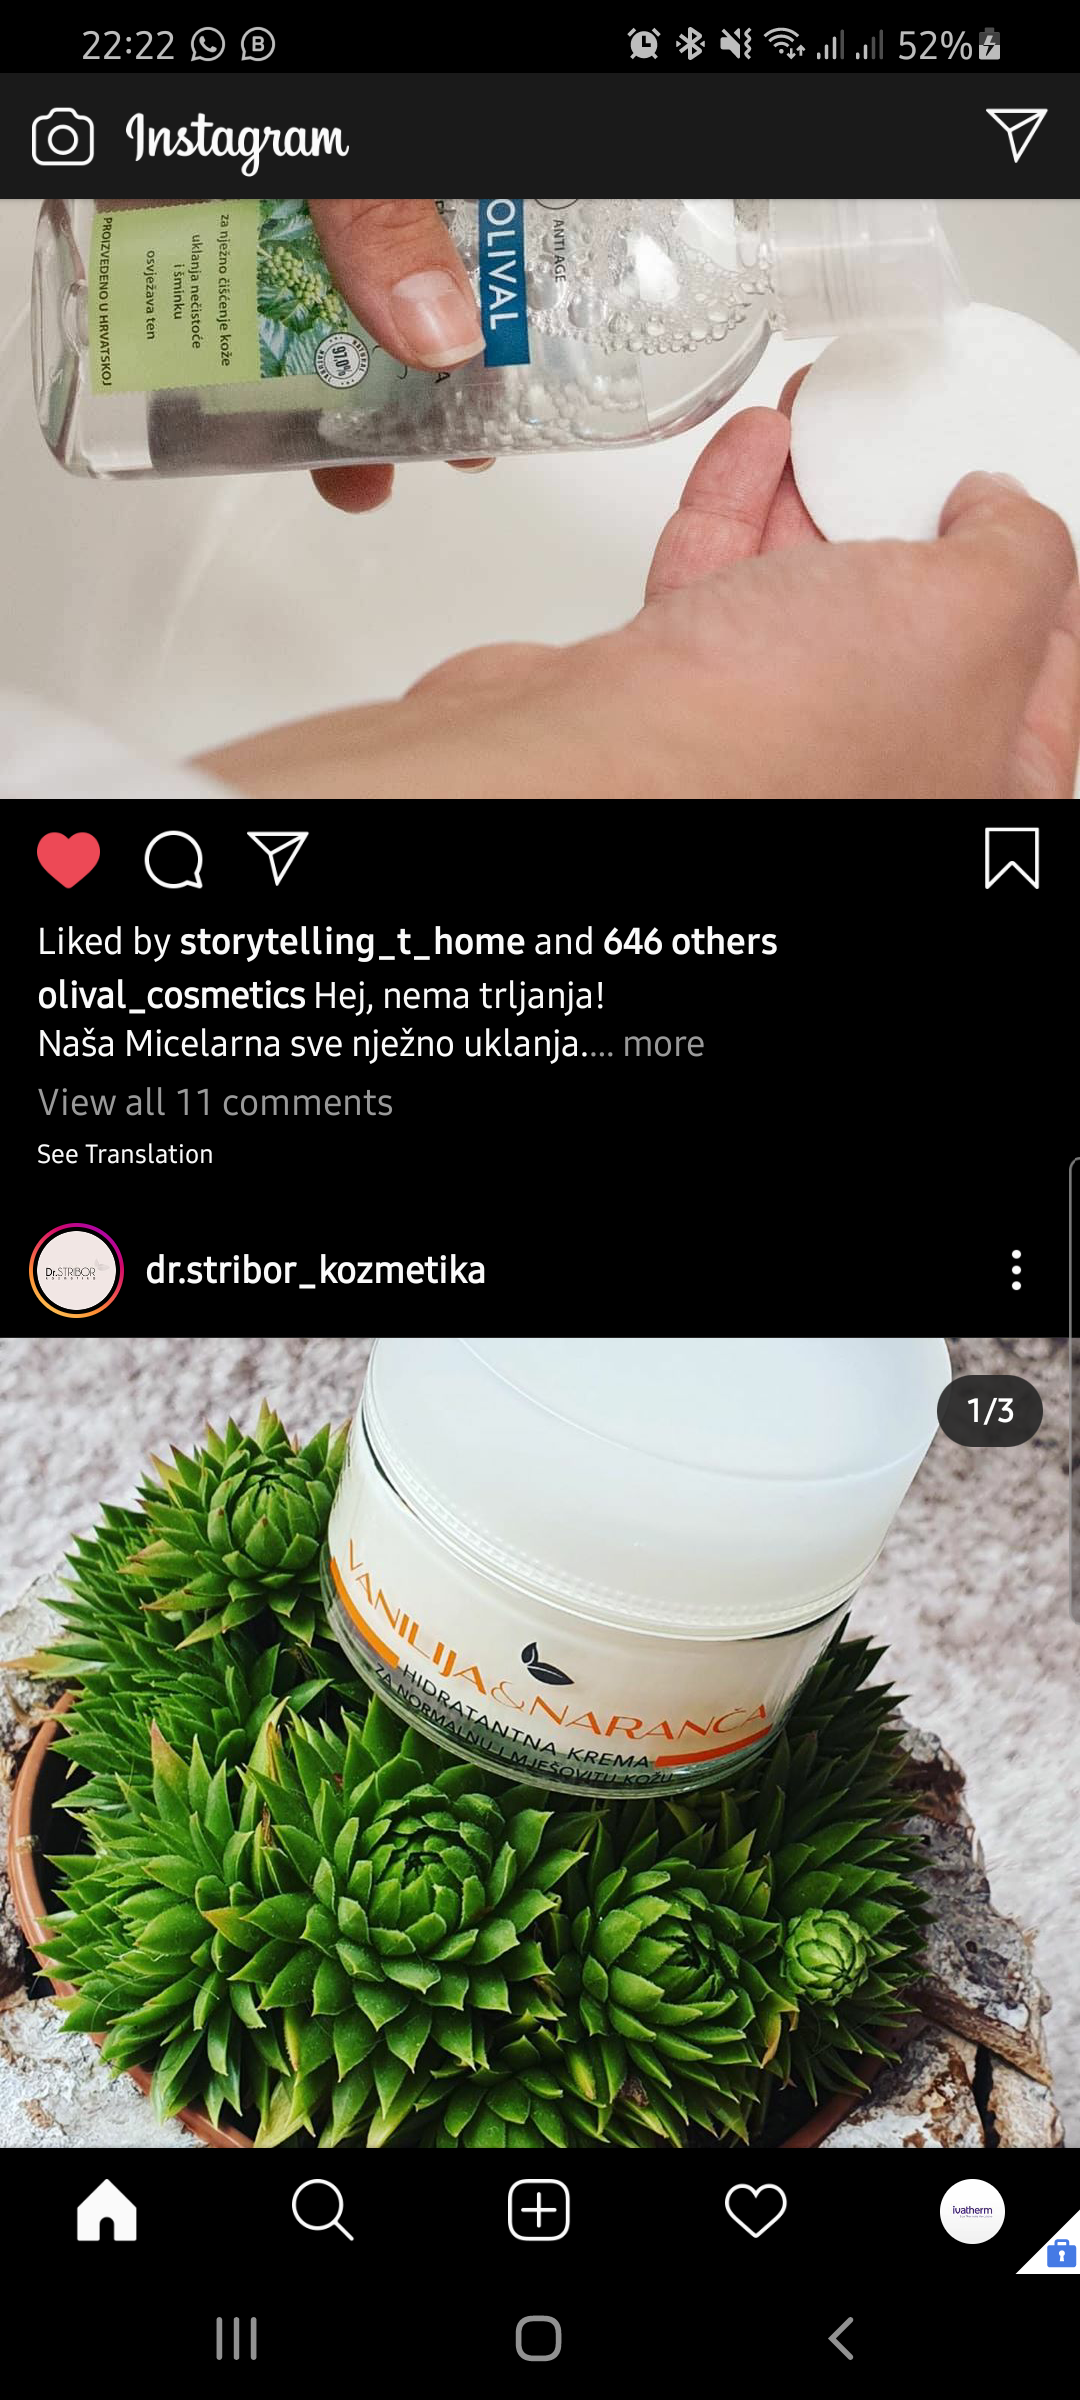 22:22
52%
Instagram
PROIZVEDENO U HRVATSKOJ
za nježno čišćenje kože
uklanja nečistoće
i šminku
osvježava ten
97,0%
OLIVAL
ANTI AGE
Liked by storytelling_t_home and 646 others
olival_cosmetics Hej, nema trljanja!
Naša Micelarna sve nježno uklanja.... more
View all 11 comments
See Translation
Dr.STRIBOR
dr.stribor_kozmetika
1/3
VANILIJA&NARANČA
HIDRATANTNA KREMA
ZA NORMALNU I MJEŠOVITU KOŽU
ivatherm